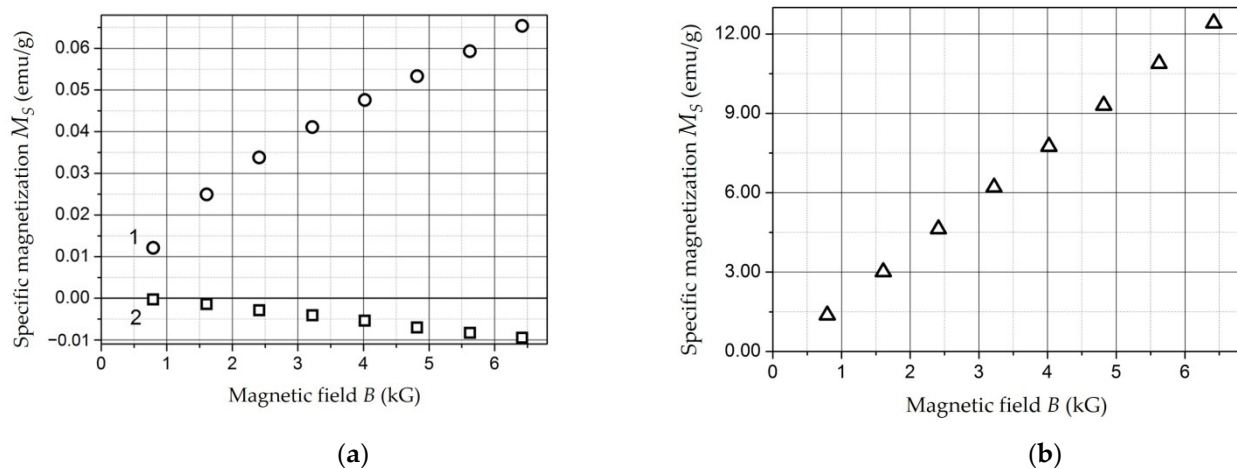 Specific magnetization M_S (emu/g)
0.06
0.05
0.04
0.03
0.02
0.01
0.00
−0.01
1
2
0 1 2 3 4 5 6
Magnetic field B (kG)
(a)
Specific magnetization M_S (emu/g)
12.00
9.00
6.00
3.00
0.00
0 1 2 3 4 5 6
Magnetic field B (kG)
(b)